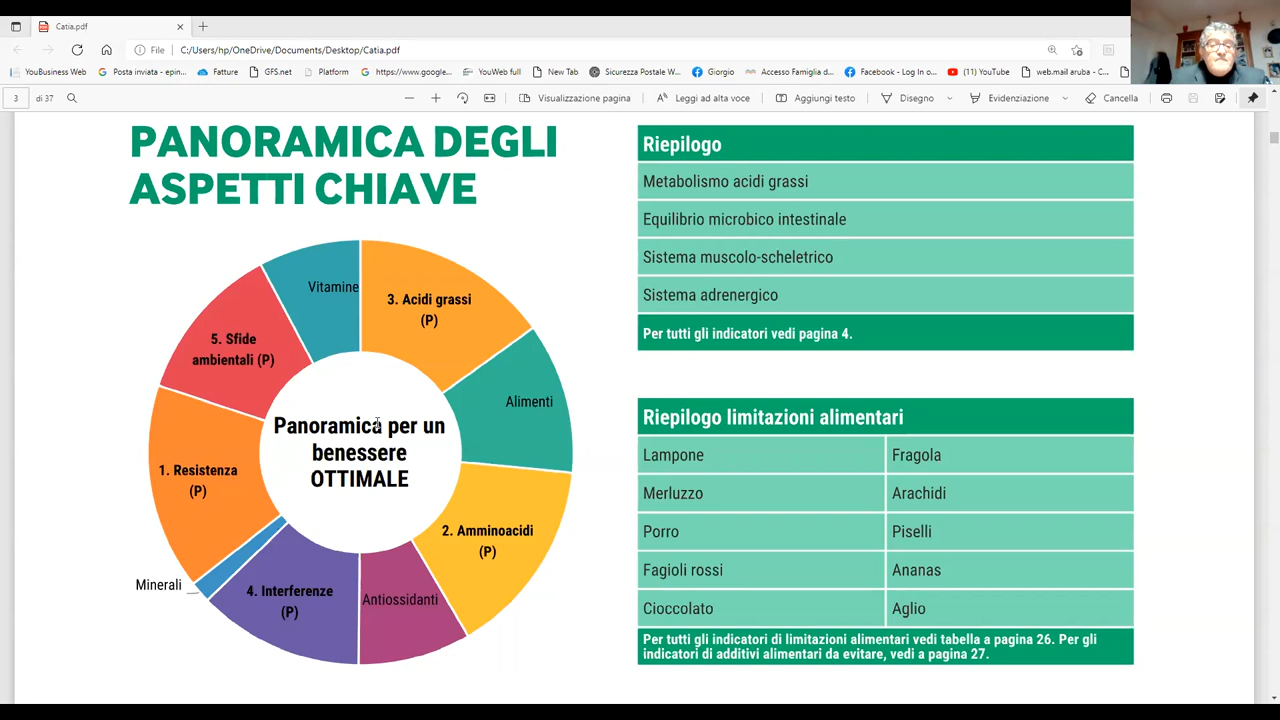 Catia.pdf
File
C:/Users/hp/OneDrive/Documents/Desktop/Catia.pdf
YouBusiness Web
Posta inviata - epin...
Fatture
GFS.net
Platform
https://www.google...
YouWeb full
New Tab
Sicurezza Postale W...
Giorgio
Accesso Famiglia d...
Facebook - Log In o...
(11) YouTube
web.mail aruba - C...
3 di 37
Visualizzazione pagina
Leggi ad alta voce
Aggiungi testo
Disegno
Evidenziazione
Cancella
PANORAMICA DEGLI
ASPETTI CHIAVE
Vitamine
3. Acidi grassi
(P)
5. Sfide
ambientali (P)
Alimenti
Panoramica per un
benessere
OTTIMALE
1. Resistenza
(P)
2. Amminoacidi
(P)
Minerali
4. Interferenze
(P)
Antiossidanti
Riepilogo
Metabolismo acidi grassi
Equilibrio microbico intestinale
Sistema muscolo-scheletrico
Sistema adrenergico
Per tutti gli indicatori vedi pagina 4.
Riepilogo limitazioni alimentari
Lampone Fragola
Merluzzo Arachidi
Porro Piselli
Fagioli rossi Ananas
Cioccolato Aglio
Per tutti gli indicatori di limitazioni alimentari vedi tabella a pagina 26. Per gli
indicatori di additivi alimentari da evitare, vedi a pagina 27.